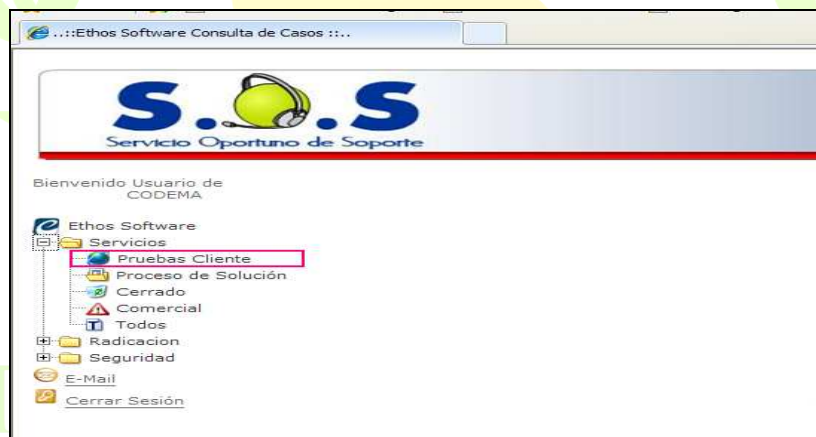 ..::Ethos Software Consulta de Casos ::..
S.O.S
Servicio Oportuno de Soporte
Bienvenido Usuario de
CODEMA
Ethos Software
Servicios
Pruebas Cliente
Proceso de Solución
Cerrado
Comercial
Todos
Radicacion
Seguridad
E-Mail
Cerrar Sesión